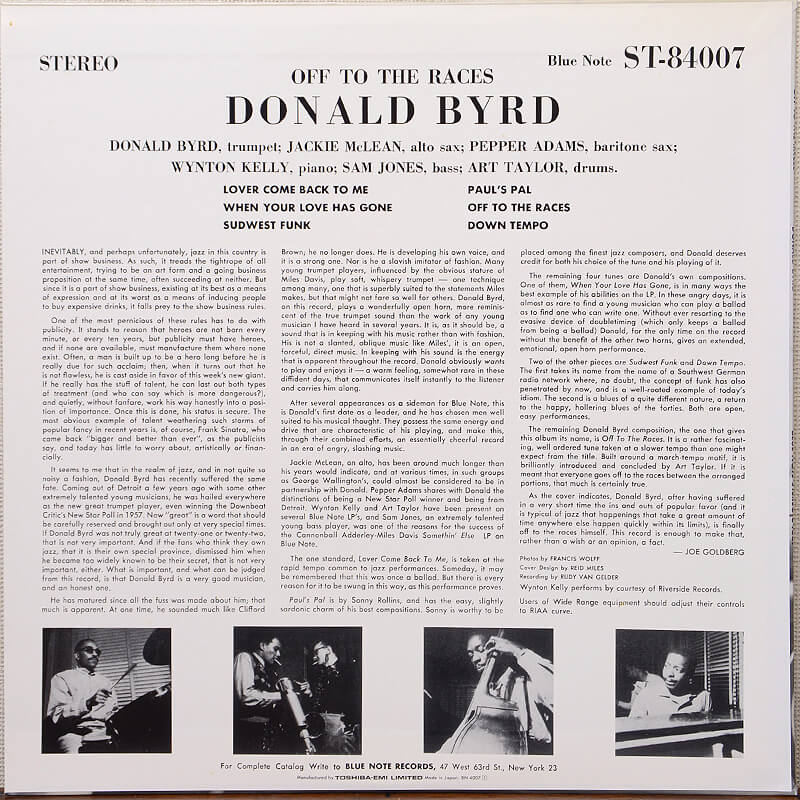 STEREO
Blue Note ST-84007
OFF TO THE RACES
DONALD BYRD
DONALD BYRD, trumpet; JACKIE McLEAN, alto sax; PEPPER ADAMS, baritone sax;
WYNTON KELLY, piano; SAM JONES, bass; ART TAYLOR, drums.
LOVER COME BACK TO ME
WHEN YOUR LOVE HAS GONE
SUDWEST FUNK
PAUL'S PAL
OFF TO THE RACES
DOWN TEMPO
INEVITABLY, and perhaps unfortunately, jazz in this country is
part of show business. As such, it treads the tightrope of all
entertainment, trying to be an art form and a going business
proposition at the same time, often succeeding at neither. But
since it is a part of show business, existing at its best as a means
of expression and at its worst as a means of inducing people
to buy expensive drinks, it falls prey to the show business rules.
One of the most pernicious of these rules has to do with
publicity. It stands to reason that heroes are not born every
minute, or every ten years, but publicity must have heroes,
and if none are available, must manufacture them where none
exist. Often, a man is built up to be a hero long before he is
really due for such acclaim; then, when it turns out that he
is not flawless, he is cast aside in favor of this week's new giant.
If he really has the stuff of talent, he can last out both types
of treatment (and who can say which is more dangerous?),
and quietly, without fanfare, work his way honestly into a posi-
tion of importance. Once this is done, his status is secure. The
most obvious example of talent weathering such storms of
popular fancy in recent years is, of course, Frank Sinatra, who
came back "bigger and better than ever", as the publicists
say, and today has little to worry about, artistically or finan-
cially.
It seems to me that in the realm of jazz, and in not quite so
noisy a fashion, Donald Byrd has recently suffered the same
fate. Coming out of Detroit a few years ago with some other
extremely talented young musicians, he was hailed everywhere
as the new great trumpet player, even winning the Downbeat
Critic's New Star Poll in 1957. Now "great" is a word that should
be carefully reserved and brought out only at very special times.
If Donald Byrd was not truly great at twenty-one or twenty-two,
that is not very important. And if the fans who think they own
jazz, that it is their own special province, dismissed him when
he became too widely known to be their secret, that is not very
important, either. What is important, and what can be judged
from this record, is that Donald Byrd is a very good musician,
and an honest one.
He has matured since all the fuss was made about him; that
much is apparent. At one time, he sounded much like Clifford
Brown; he no longer does. He is developing his own voice, and
it is a strong one. Nor is he a slavish imitator of fashion. Many
young trumpet players, influenced by the obvious stature of
Miles Davis, play soft, whispery trumpet — one technique
among many, one that is superbly suited to the statements Miles
makes, but that might not fare so well for others. Donald Byrd,
on this record, plays a wonderfully open horn, more reminis-
cent of the true trumpet sound than the work of any young
musician I have heard in several years. It is, as it should be, a
sound that is in keeping with his music rather than with fashion.
His is not a slanted, oblique music like Miles', it is an open,
forceful, direct music. In keeping with his sound is the energy
that is apparent throughout the record. Donald obviously wants
to play and enjoys it — a warm feeling, somewhat rare in these
diffident days, that communicates itself instantly to the listener
and carries him along.
After several appearances as a sideman for Blue Note, this
is Donald's first date as a leader, and he has chosen men well
suited to his musical thought. They possess the same energy and
drive that are characteristic of his playing, and make this,
through their combined efforts, an essentially cheerful record
in an era of angry, slashing music.
Jackie McLean, on alto, has been around much longer than
his years would indicate, and at various times, in such groups
as George Wallington's, could almost be considered to be in
partnership with Donald. Pepper Adams shares with Donald the
distinctions of being a New Star Poll winner and being from
Detroit. Wynton Kelly and Art Taylor have been present on
several Blue Note LP's, and Sam Jones, an extremely talented
young bass player, was one of the reasons for the success of
the Cannonball Adderley-Miles Davis Somethin' Else LP on
Blue Note.
The one standard, Lover Come Back To Me, is taken at the
rapid tempo common to jazz performances. Someday, it may
be remembered that this was once a ballad. But there is every
reason for it to be swung in this way, as this performance proves.
Paul's Pal is by Sonny Rollins, and has the easy, slightly
sardonic charm of his best compositions. Sonny is worthy to be
placed among the finest jazz composers, and Donald deserves
credit for both his choice of the tune and his playing of it.
The remaining four tunes are Donald's own compositions.
One of them, When Your Love Has Gone, is in many ways the
best example of his abilities on the LP. In these angry days, it is
almost as rare to find a young musician who can play a ballad
as to find one who can write one. Without ever resorting to the
evasive device of doubletiming (which only keeps a ballad
from being a ballad) Donald, for the only time on the record
without the benefit of the other two horns, gives an extended,
emotional, open horn performance.
Two of the other pieces are Sudwest Funk and Down Tempo.
The first takes its name from the name of a Southwest German
radio network where, no doubt, the concept of funk has also
penetrated by now, and is a well-rooted example of today's
idiom. The second is a blues of a quite different nature, a return
to the happy, hollering blues of the forties. Both are open,
easy performances.
The remaining Donald Byrd composition, the one that gives
this album its name, is Off To The Races. It is a rather fascinat-
ing, well ordered tune taken at a slower tempo than one might
expect from the title. Built around a march-tempo motif, it is
brilliantly introduced and concluded by Art Taylor. If it is
meant that everyone goes off to the races between the arranged
portions, that much is certainly true.
As the cover indicates, Donald Byrd, after having suffered
in a very short time the ins and outs of popular favor (and it
is typical of jazz that happenings that take a great amount of
time anywhere else happen quickly within its limits), is finally
off to the races himself. This record is enough to make that,
rather than a wish or an opinion, a fact.
— JOE GOLDBERG
Photos by FRANCIS WOLFF
Cover Design by REID MILES
Recording by RUDY VAN GELDER
Wynton Kelly performs by courtesy of Riverside Records.
Users of Wide Range equipment should adjust their controls
to RIAA curve.
For Complete Catalog Write to BLUE NOTE RECORDS, 47 West 63rd St., New York 23
Manufactured by TOSHIBA-EMI LIMITED Made in Japan. BN 4007